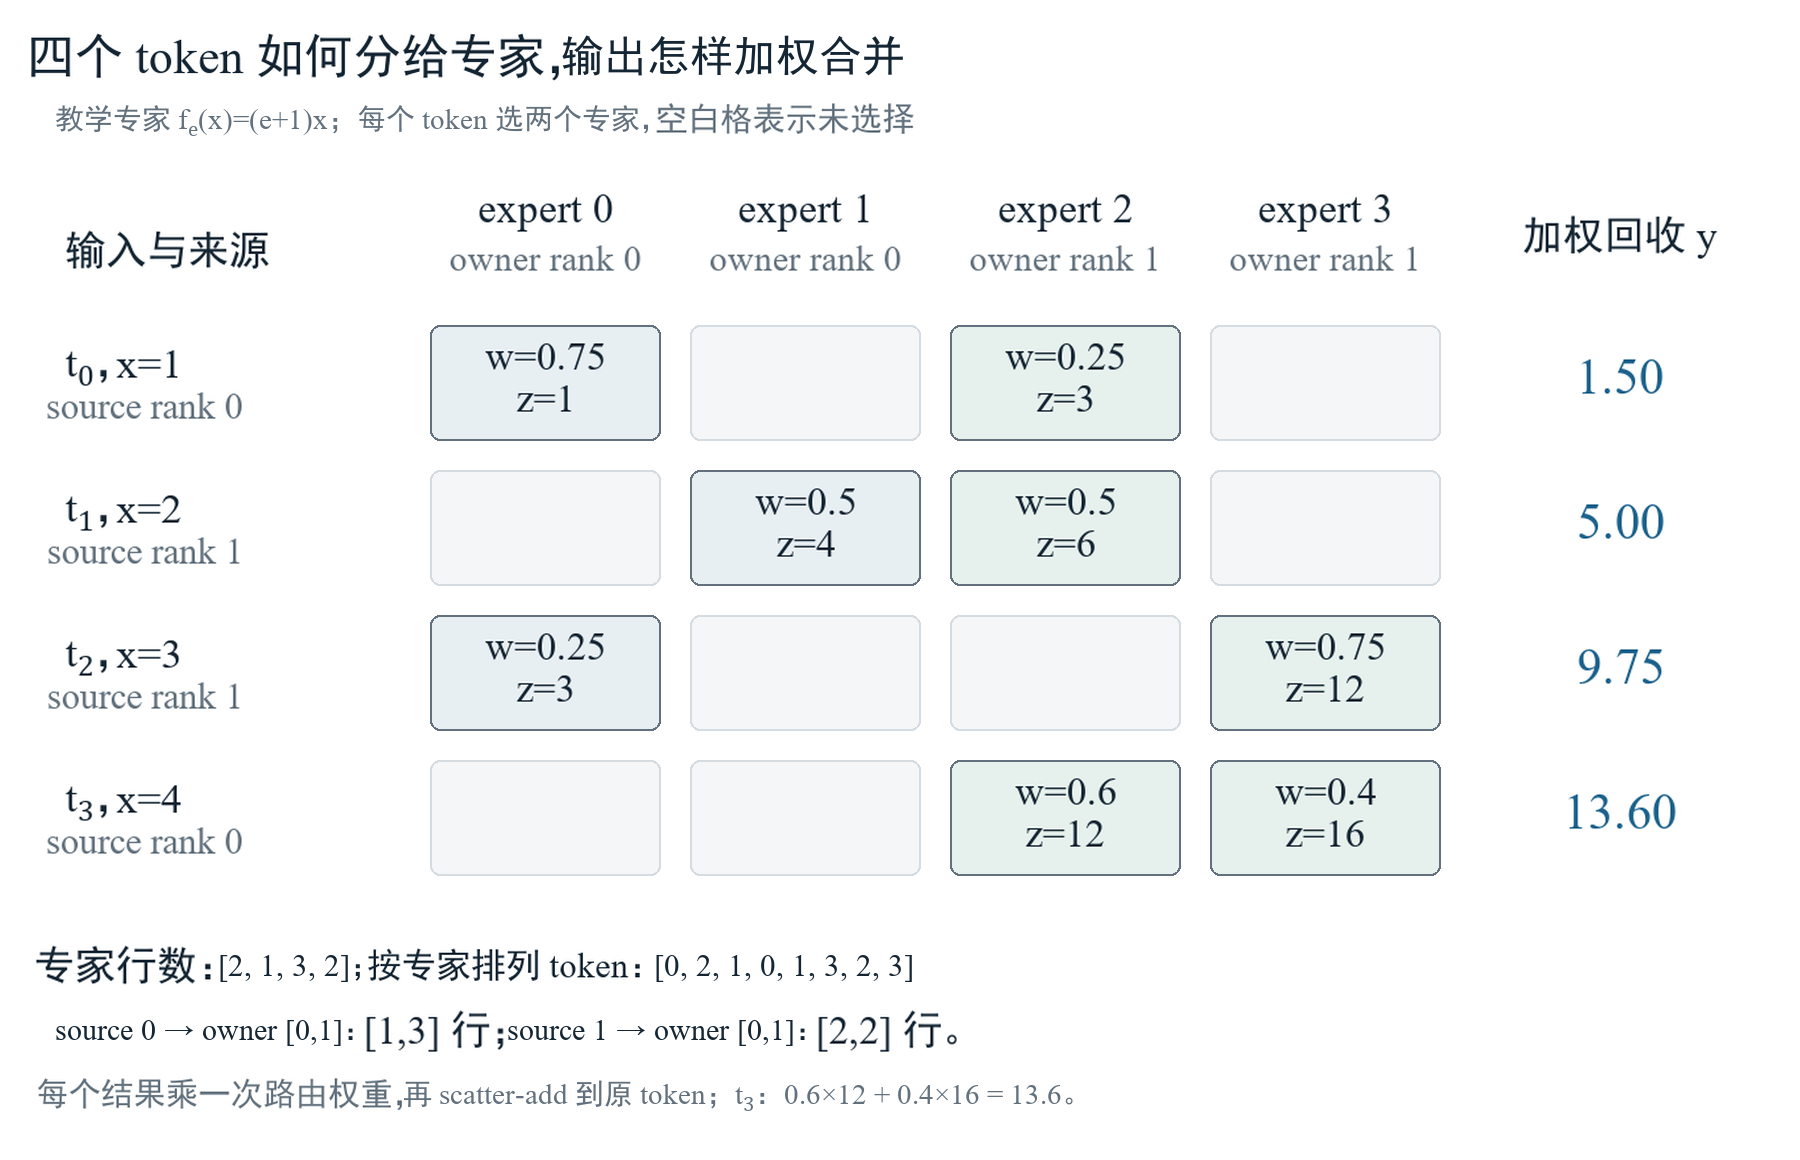 四个 token 如何分给专家,输出怎样加权合并
教学专家 fₑ(x)=(e+1)x；每个 token 选两个专家,空白格表示未选择
输入与来源
expert 0
owner rank 0
expert 1
owner rank 0
expert 2
owner rank 1
expert 3
owner rank 1
加权回收 y
t₀,x=1
source rank 0
w=0.75
z=1
w=0.25
z=3
1.50
t₁,x=2
source rank 1
w=0.5
z=4
w=0.5
z=6
5.00
t₂,x=3
source rank 1
w=0.25
z=3
w=0.75
z=12
9.75
t₃,x=4
source rank 0
w=0.6
z=12
w=0.4
z=16
13.60
专家行数:[2, 1, 3, 2];按专家排列 token: [0, 2, 1, 0, 1, 3, 2, 3]
source 0 → owner [0,1]: [1,3] 行;source 1 → owner [0,1]: [2,2] 行。
每个结果乘一次路由权重,再 scatter-add 到原 token；t₃：0.6×12 + 0.4×16 = 13.6。